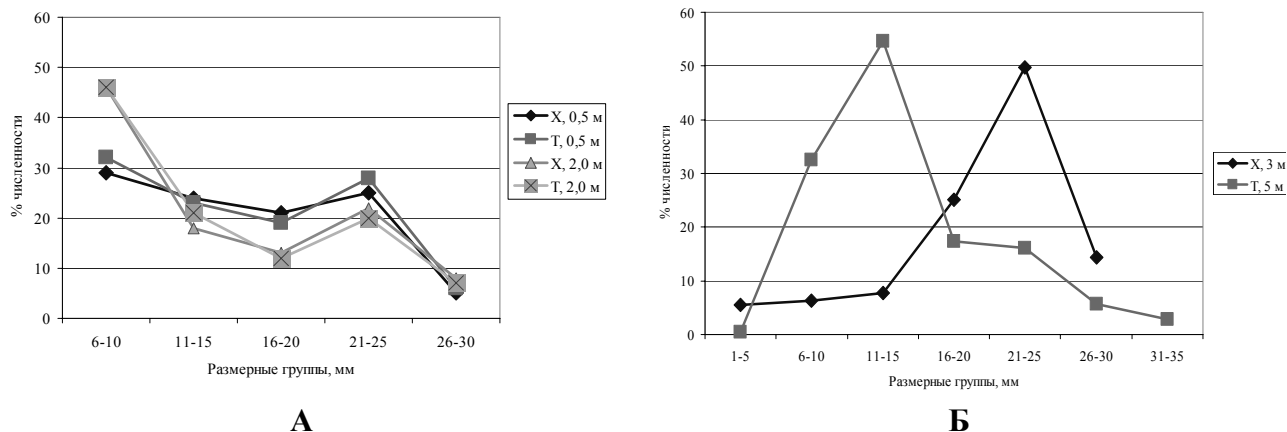 60
50
40
30
20
10
0
% численности
6-10 11-15 16-20 21-25 26-30
Размерные группы, мм
Х, 0,5 м
Т, 0,5 м
Х, 2,0 м
Т, 2,0 м
А
60
50
40
30
20
10
0
% численности
1-5 6-10 11-15 16-20 21-25 26-30 31-35
Размерные группы, мм
Х, 3 м
Т, 5 м
Б